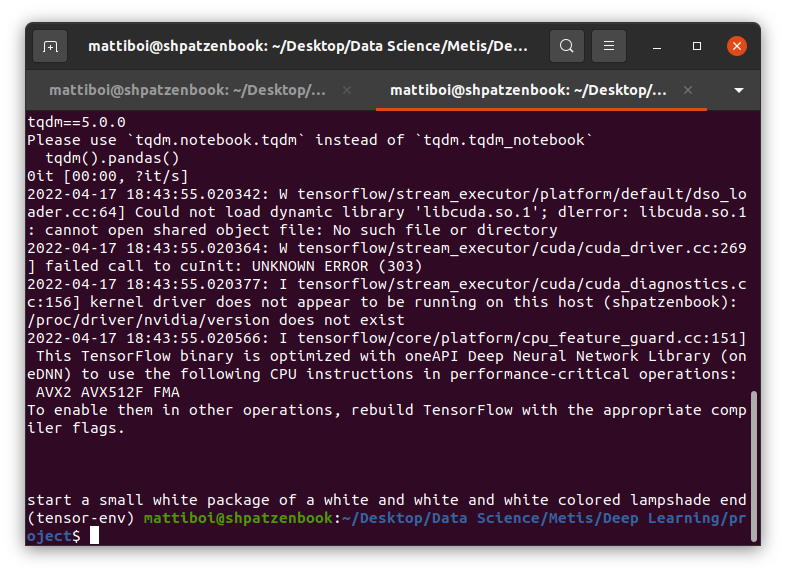 mattiboi@shpatzenbook: ~/Desktop/Data Science/Metis/De...
mattiboi@shpatzenbook: ~/Desktop/...
mattiboi@shpatzenbook: ~/Desktop/...
tqdm==5.0.0
Please use `tqdm.notebook.tqdm` instead of `tqdm.tqdm_notebook`
  tqdm().pandas()
0it [00:00, ?it/s]
2022-04-17 18:43:55.020342: W tensorflow/stream_executor/platform/default/dso_lo
ader.cc:64] Could not load dynamic library 'libcuda.so.1'; dlerror: libcuda.so.1
: cannot open shared object file: No such file or directory
2022-04-17 18:43:55.020364: W tensorflow/stream_executor/cuda/cuda_driver.cc:269
] failed call to cuInit: UNKNOWN ERROR (303)
2022-04-17 18:43:55.020377: I tensorflow/stream_executor/cuda/cuda_diagnostics.c
c:156] kernel driver does not appear to be running on this host (shpatzenbook):
/proc/driver/nvidia/version does not exist
2022-04-17 18:43:55.020566: I tensorflow/core/platform/cpu_feature_guard.cc:151]
 This TensorFlow binary is optimized with oneAPI Deep Neural Network Library (on
eDNN) to use the following CPU instructions in performance-critical operations:
 AVX2 AVX512F FMA
To enable them in other operations, rebuild TensorFlow with the appropriate comp
iler flags.
start a small white package of a white and white and white colored lampshade end
(tensor-env) mattiboi@shpatzenbook:~/Desktop/Data Science/Metis/Deep Learning/pr
oject$